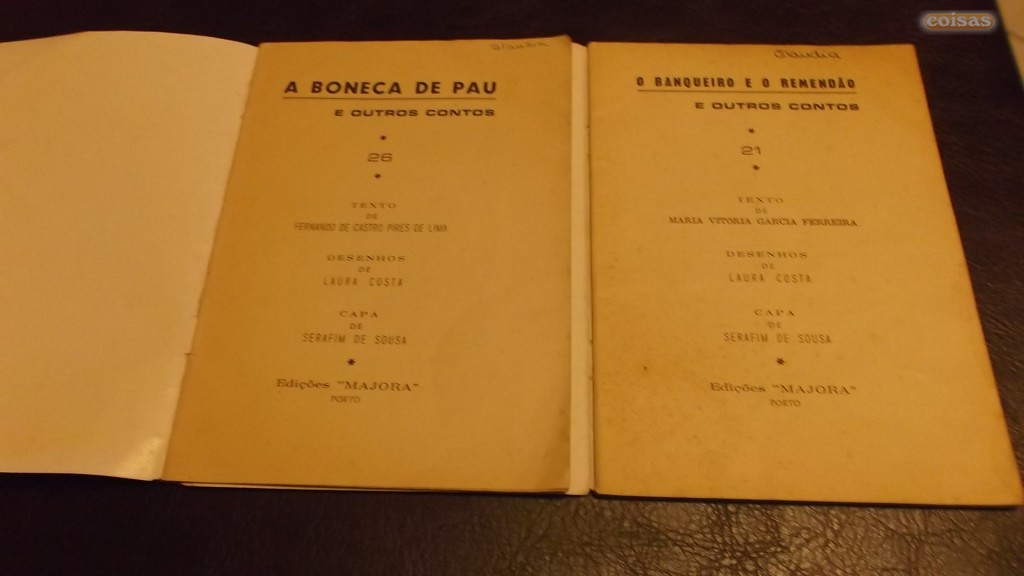 coisas
Claudia
A BONECA DE PAU
E OUTROS CONTOS
26
TEXTO
DE
FERNANDO DE CASTRO PIRES DE LIMA
DESENHOS
DE
LAURA COSTA
CAPA
DE
SERAFIM DE SOUSA
Edições "MAJORA"
PORTO
Claudia
O BANQUEIRO E O REMENDÃO
E OUTROS CONTOS
21
TEXTO
DE
MARIA VITORIA GARCIA FERREIRA
DESENHOS
DE
LAURA COSTA
CAPA
DE
SERAFIM DE SOUSA
Edições "MAJORA"
PORTO